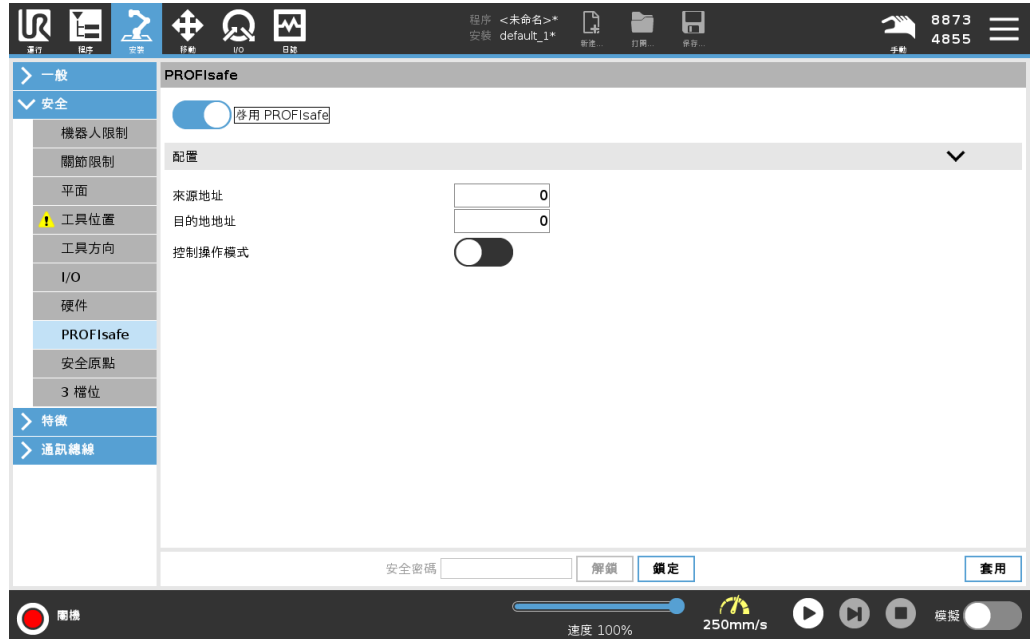 UR
運行
程序
安裝
移動
I/O
日誌
程序 <未命名>*
安裝 default_1*
新建...
打開...
保存...
手動
8873
4855
一般
安全
機器人限制
關節限制
平面
工具位置
工具方向
I/O
硬件
PROFIsafe
安全原點
3 檔位
特徵
通訊總線
PROFIsafe
啓用 PROFIsafe
配置
來源地址
0
目的地地址
0
控制操作模式
安全密碼
解鎖
鎖定
套用
關機
速度 100%
250mm/s
模擬